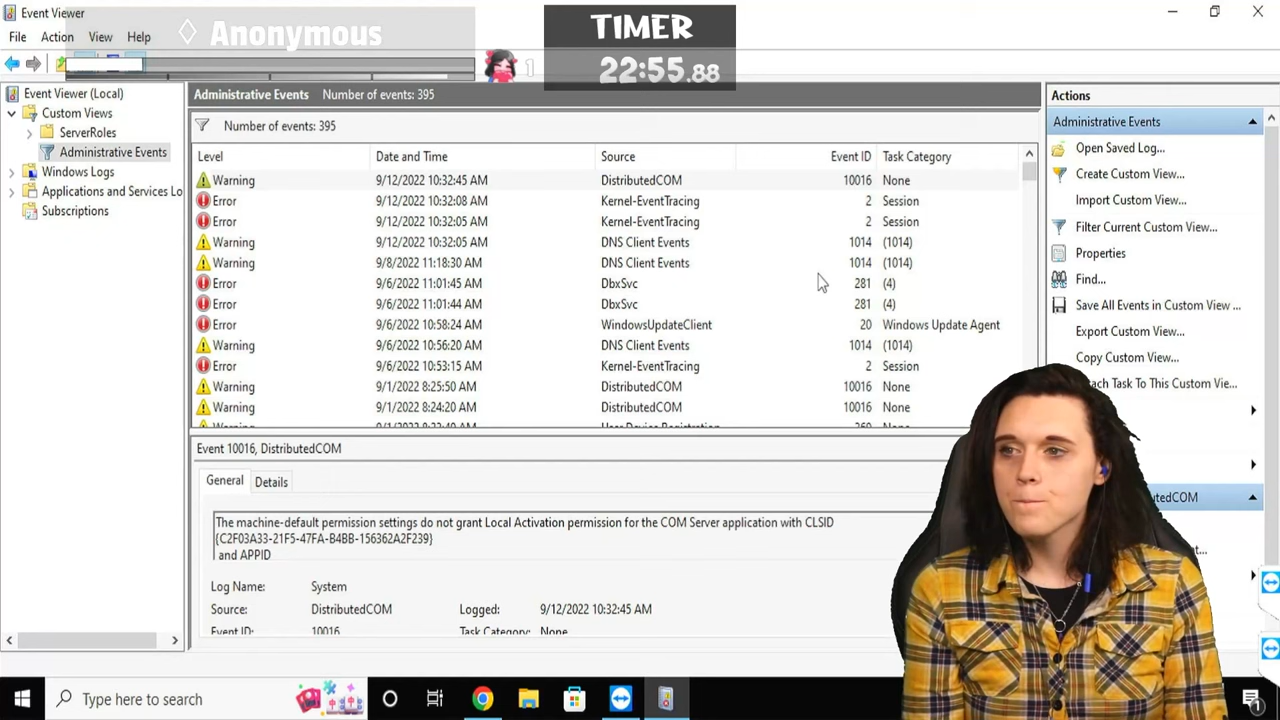 Event Viewer
◊ Anonymous
TIMER
22:55.88
1
File Action View Help
Event Viewer (Local)
Custom Views
ServerRoles
Administrative Events
Windows Logs
Applications and Services Lo
Subscriptions
Administrative Events Number of events: 395
Number of events: 395
Level Date and Time Source Event ID Task Category
Warning 9/12/2022 10:32:45 AM DistributedCOM 10016 None
Error 9/12/2022 10:32:08 AM Kernel-EventTracing 2 Session
Error 9/12/2022 10:32:05 AM Kernel-EventTracing 2 Session
Warning 9/12/2022 10:32:05 AM DNS Client Events 1014 (1014)
Warning 9/8/2022 11:18:30 AM DNS Client Events 1014 (1014)
Error 9/6/2022 11:01:45 AM DbxSvc 281 (4)
Error 9/6/2022 11:01:44 AM DbxSvc 281 (4)
Error 9/6/2022 10:58:24 AM WindowsUpdateClient 20 Windows Update Agent
Warning 9/6/2022 10:56:20 AM DNS Client Events 1014 (1014)
Error 9/6/2022 10:53:15 AM Kernel-EventTracing 2 Session
Warning 9/1/2022 8:25:50 AM DistributedCOM 10016 None
Warning 9/1/2022 8:24:20 AM DistributedCOM 10016 None
Event 10016, DistributedCOM
General Details
The machine-default permission settings do not grant Local Activation permission for the COM Server application with CLSID
{C2F03A33-21F5-47FA-B4BB-156362A2F239}
and APPID
Log Name: System
Source: DistributedCOM Logged: 9/12/2022 10:32:45 AM
Event ID: 10016 Task Category: None
Actions
Administrative Events
Open Saved Log...
Create Custom View...
Import Custom View...
Filter Current Custom View...
Properties
Find...
Save All Events in Custom View ...
Export Custom View...
Copy Custom View...
tach Task To This Custom Vie...
utedCOM
Type here to search
1